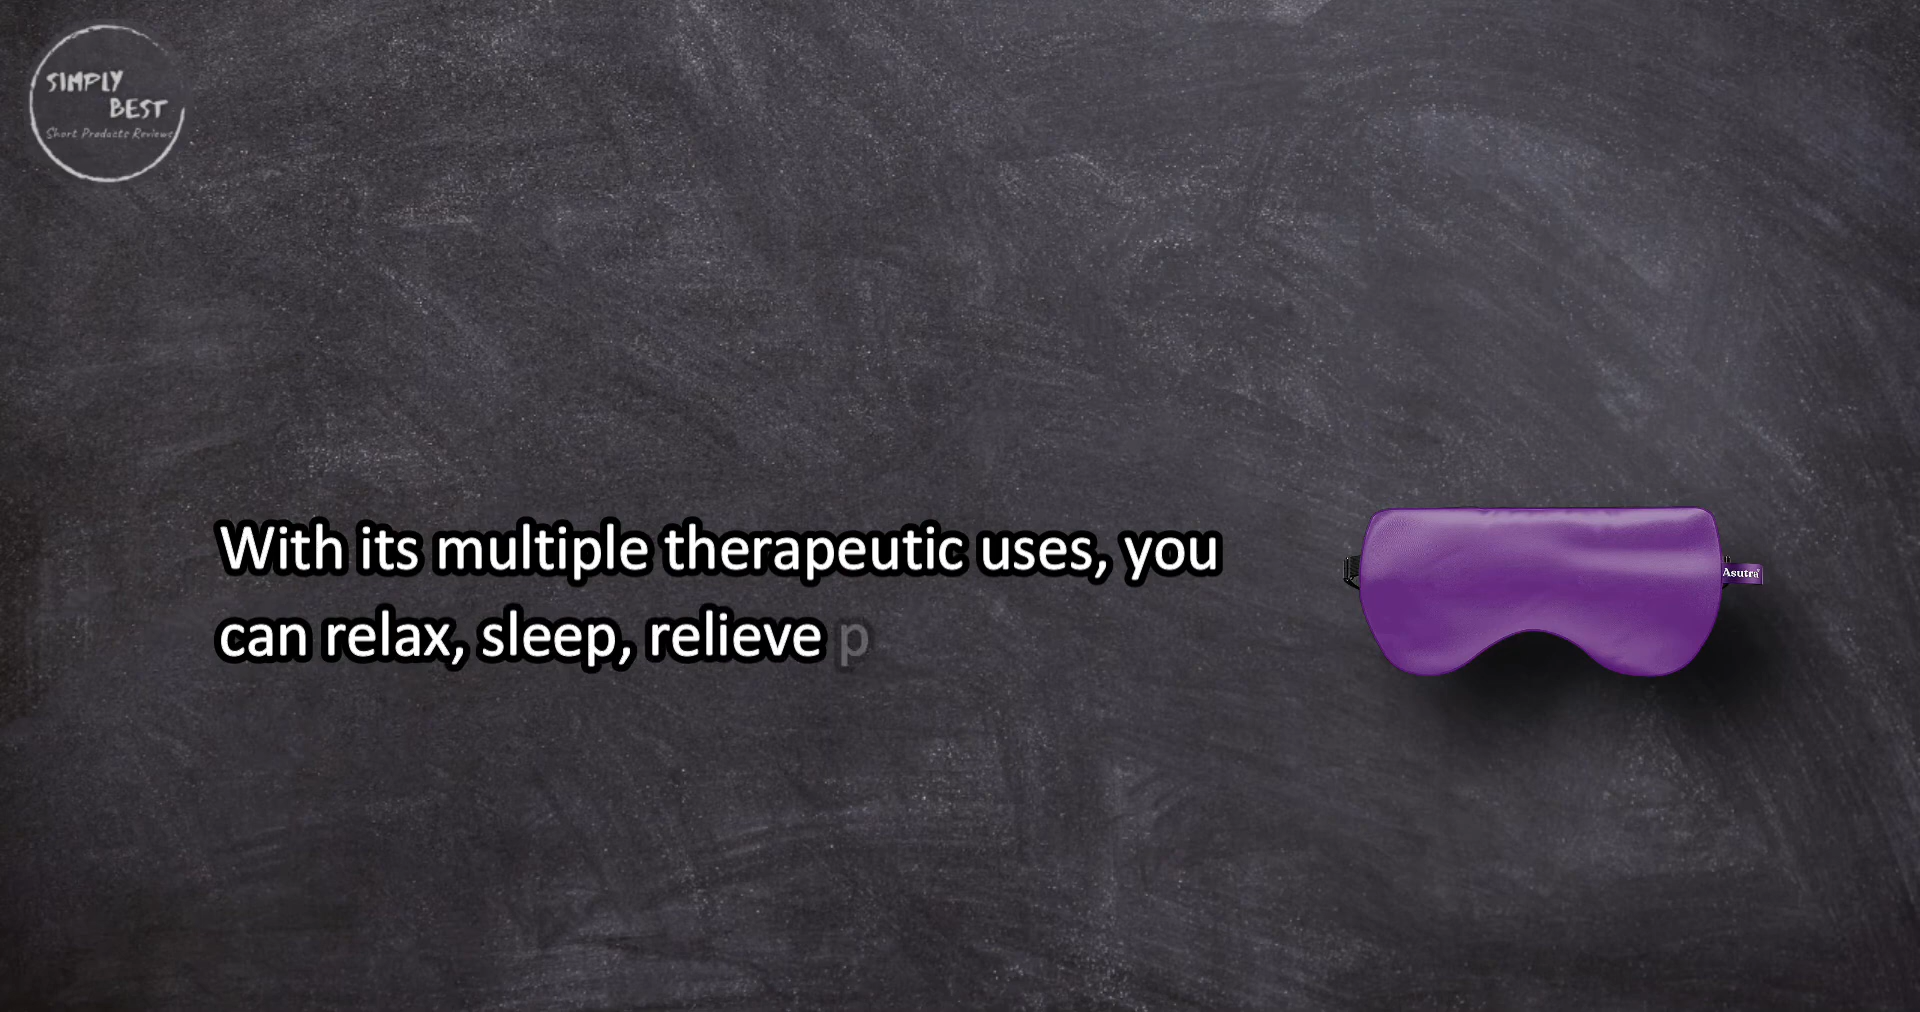 SIMPLY
BEST
Short Products Reviews
With its multiple therapeutic uses, you
can relax, sleep, relieve p
Asutra